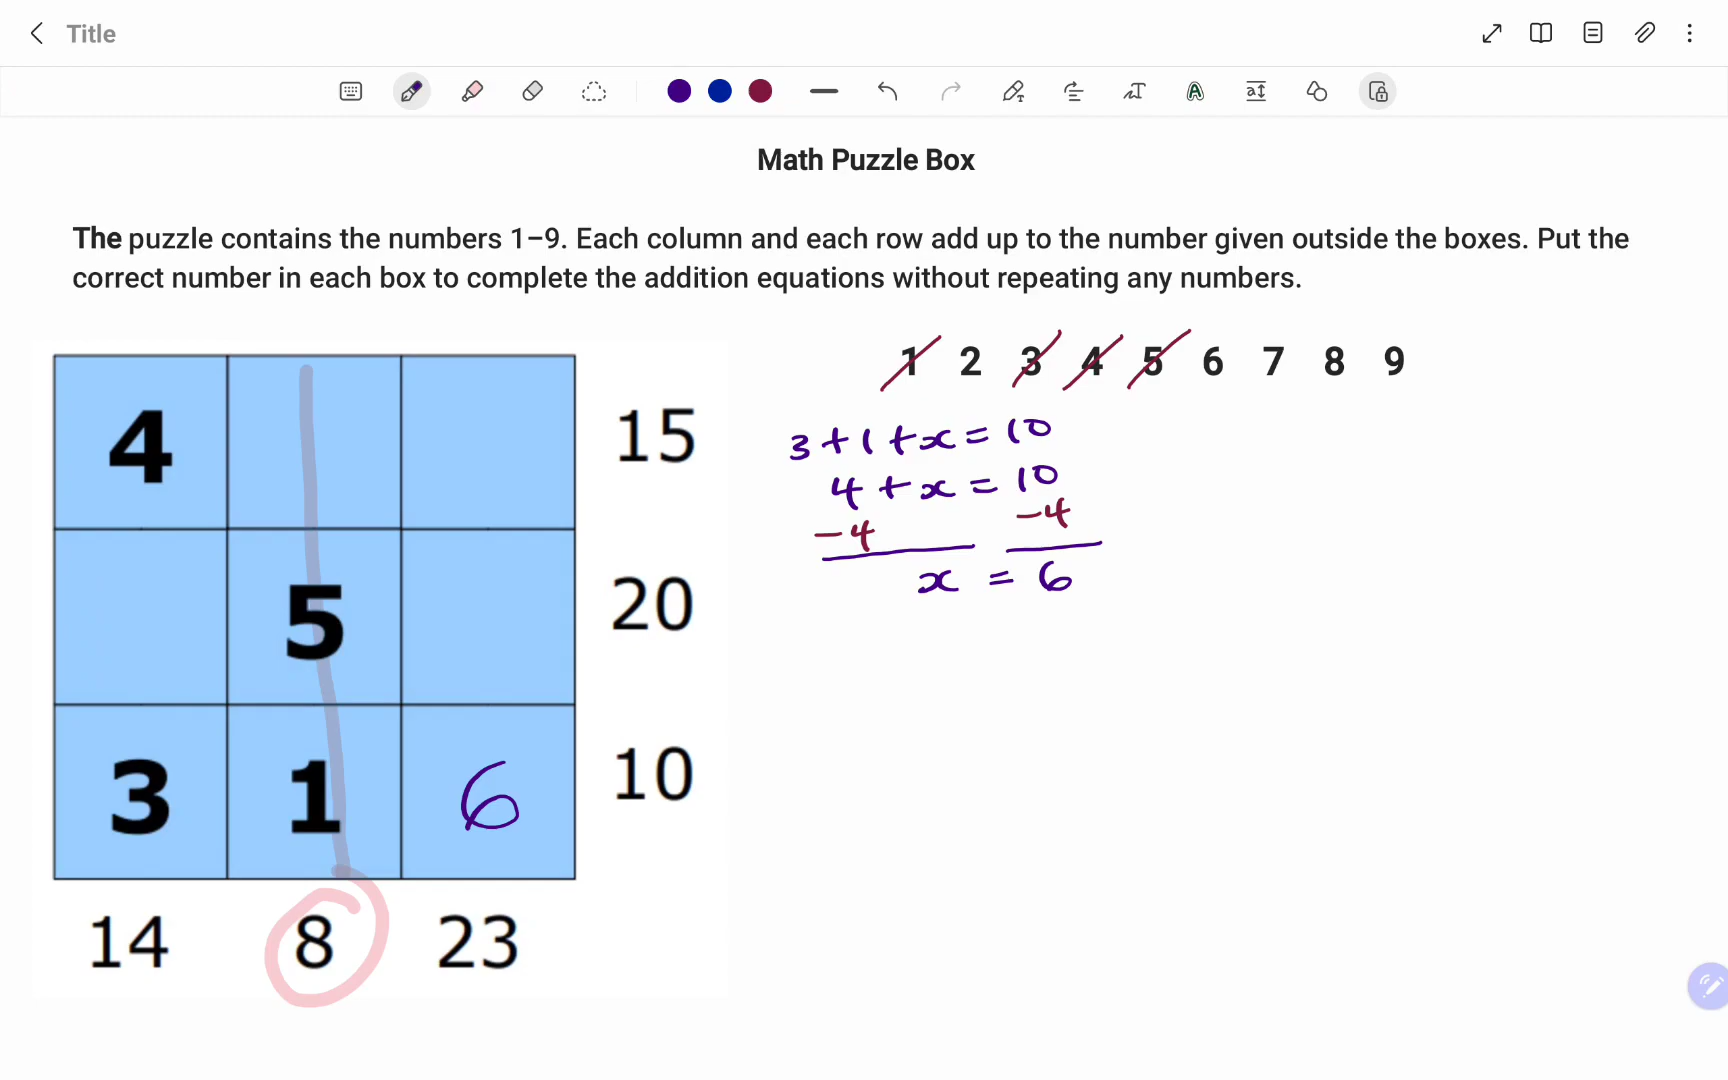 Title
Math Puzzle Box
The puzzle contains the numbers 1–9. Each column and each row add up to the number given outside the boxes. Put the
correct number in each box to complete the addition equations without repeating any numbers.
1 2 3 4 5 6 7 8 9
4 15
5 20
3 1 6 10
14 8 23
3+1+x=10
4+x=10
-4 -4
x = 6